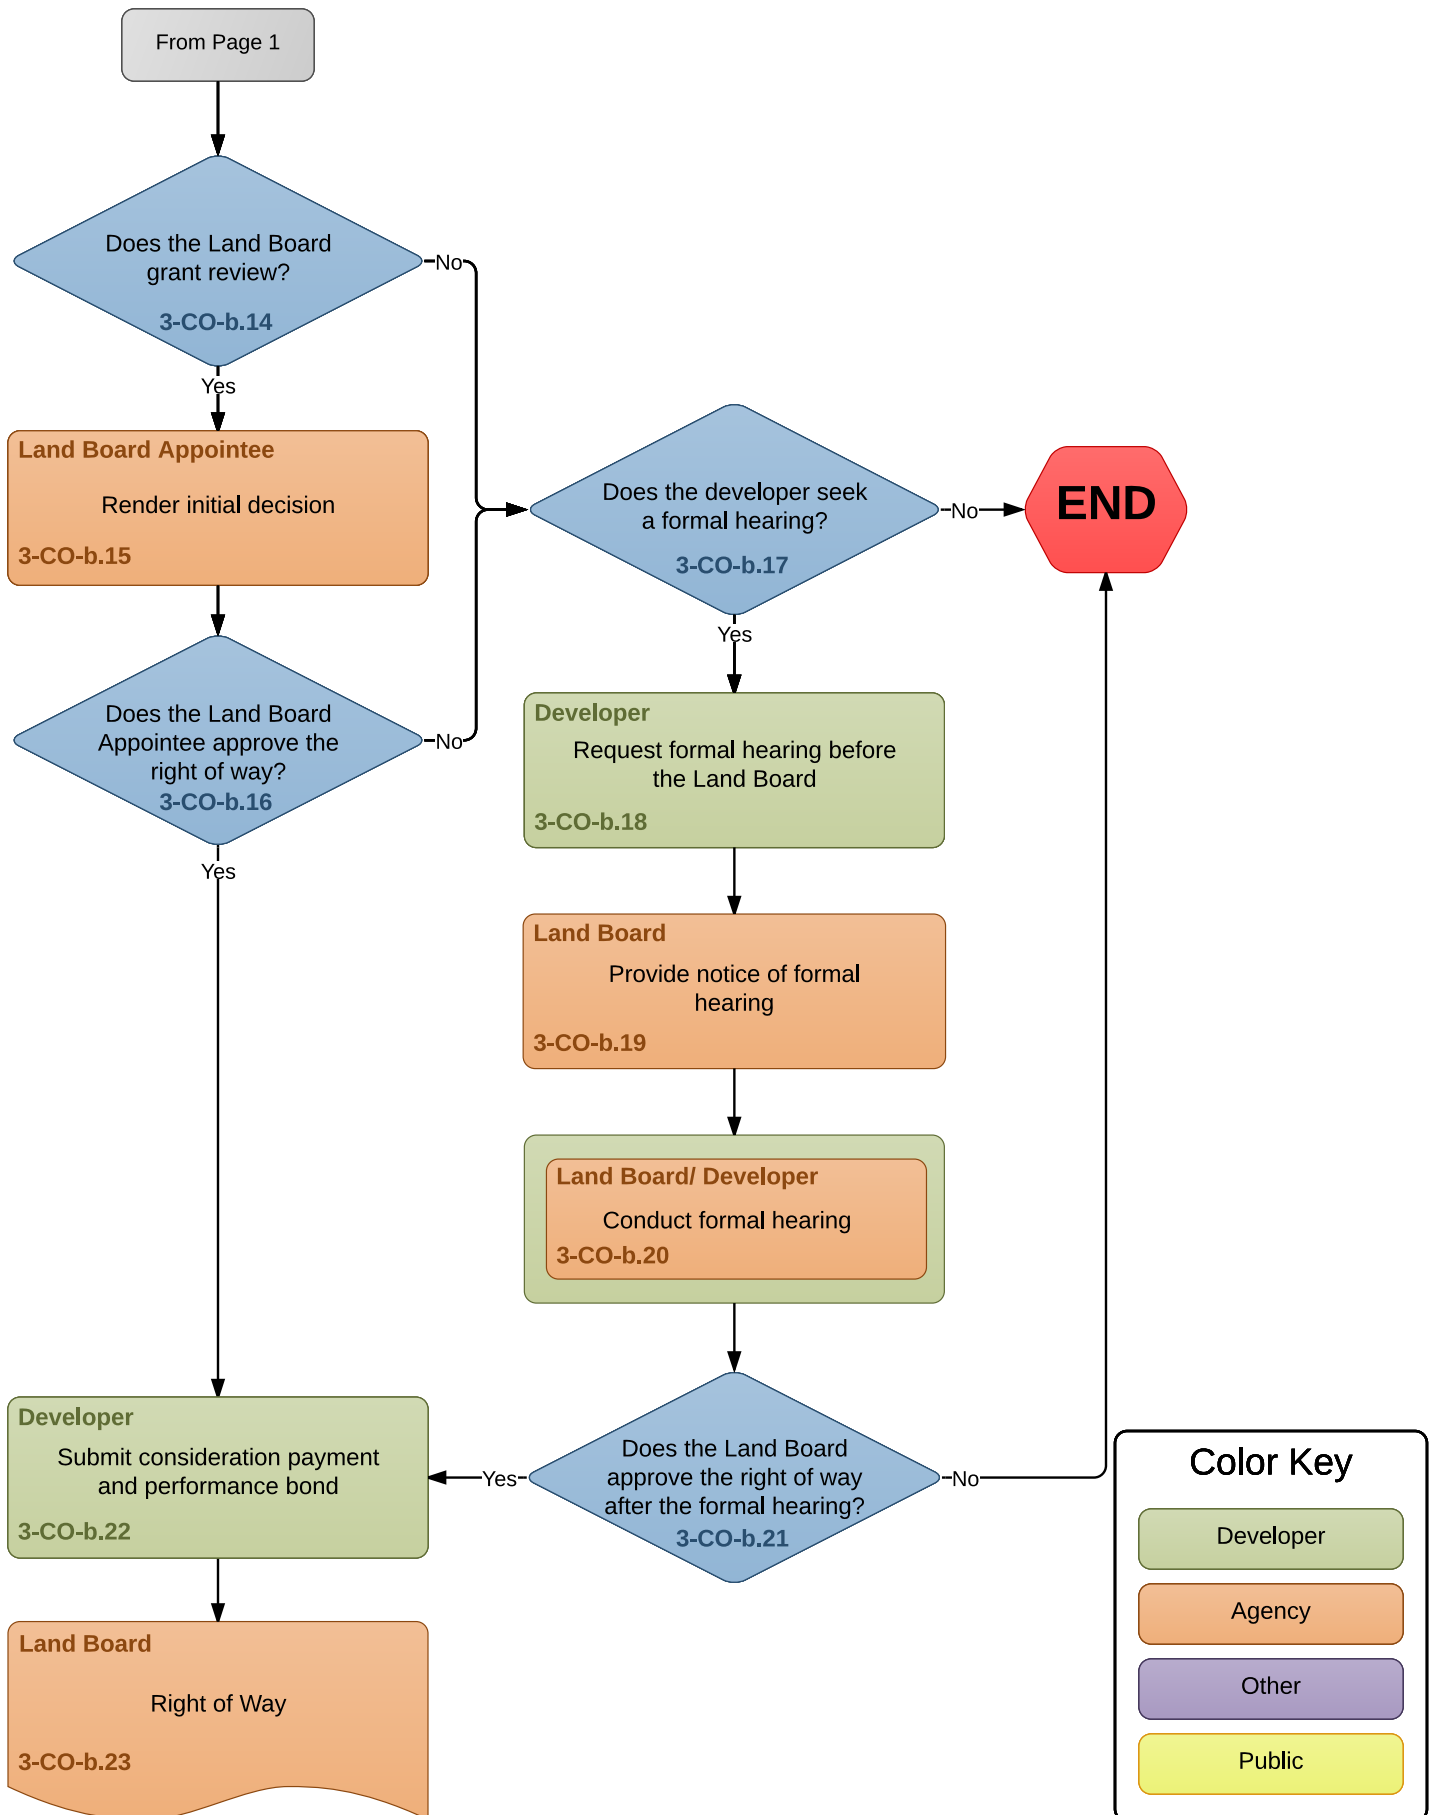 From Page 1
Does the Land Board
grant review?
3-CO-b.14
No
Yes
Land Board Appointee
Render initial decision
3-CO-b.15
Does the Land Board
Appointee approve the
right of way?
3-CO-b.16
No
Yes
Does the developer seek
a formal hearing?
3-CO-b.17
No
END
Yes
Developer
Request formal hearing before
the Land Board
3-CO-b.18
Land Board
Provide notice of formal
hearing
3-CO-b.19
Land Board/ Developer
Conduct formal hearing
3-CO-b.20
Does the Land Board
approve the right of way
after the formal hearing?
3-CO-b.21
Yes
No
Developer
Submit consideration payment
and performance bond
3-CO-b.22
Land Board
Right of Way
3-CO-b.23
Color Key
Developer
Agency
Other
Public